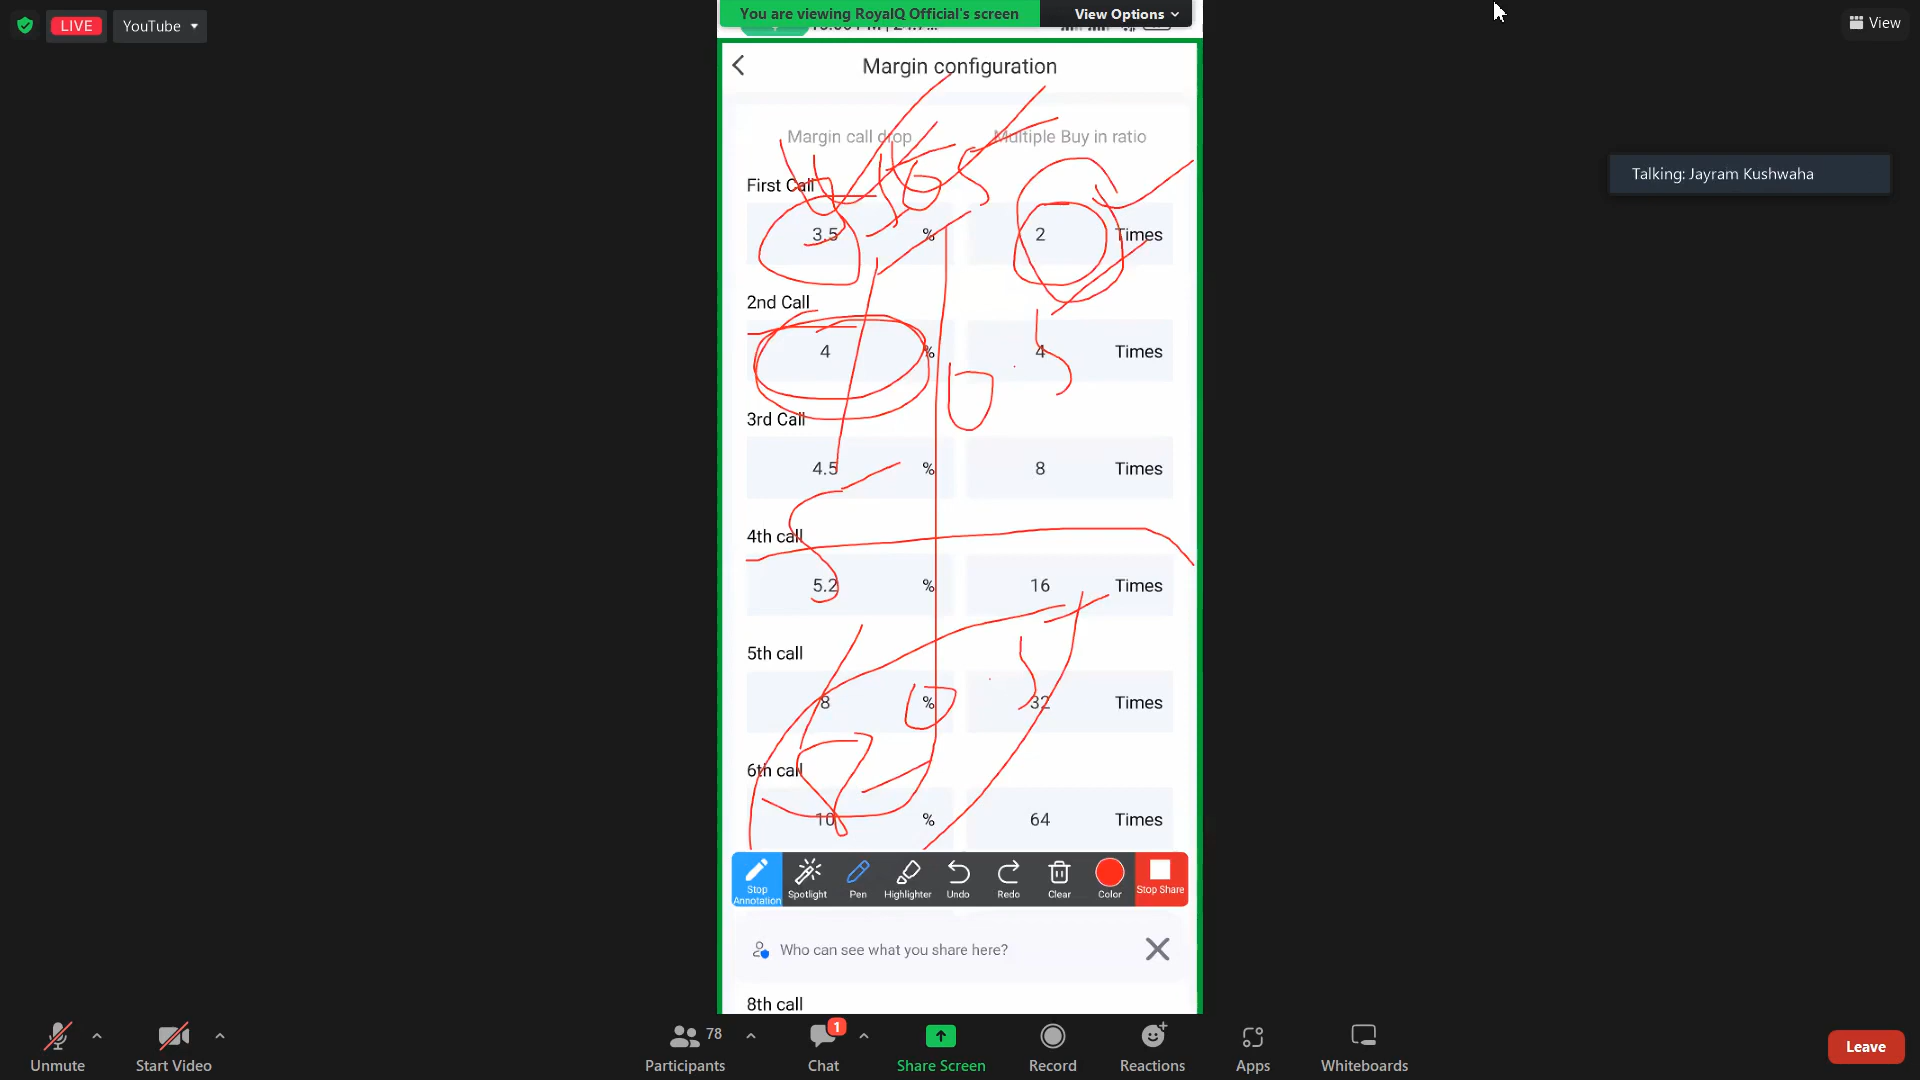 LIVE
YouTube
You are viewing RoyalQ Official's screen
View Options
View
Margin configuration
Talking: Jayram Kushwaha
Margin call drop
Multiple Buy in ratio
First Call
3.5 % 2 Times
2nd Call
4 % 4 Times
3rd Call
4.5 % 8 Times
4th call
5.2 % 16 Times
5th call
8 % 32 Times
6th call
10 % 64 Times
Stop Annotation
Spotlight
Pen
Highlighter
Undo
Redo
Clear
Color
Stop Share
Who can see what you share here?
8th call
Unmute
Start Video
78
Participants
1
Chat
Share Screen
Record
Reactions
Apps
Whiteboards
Leave